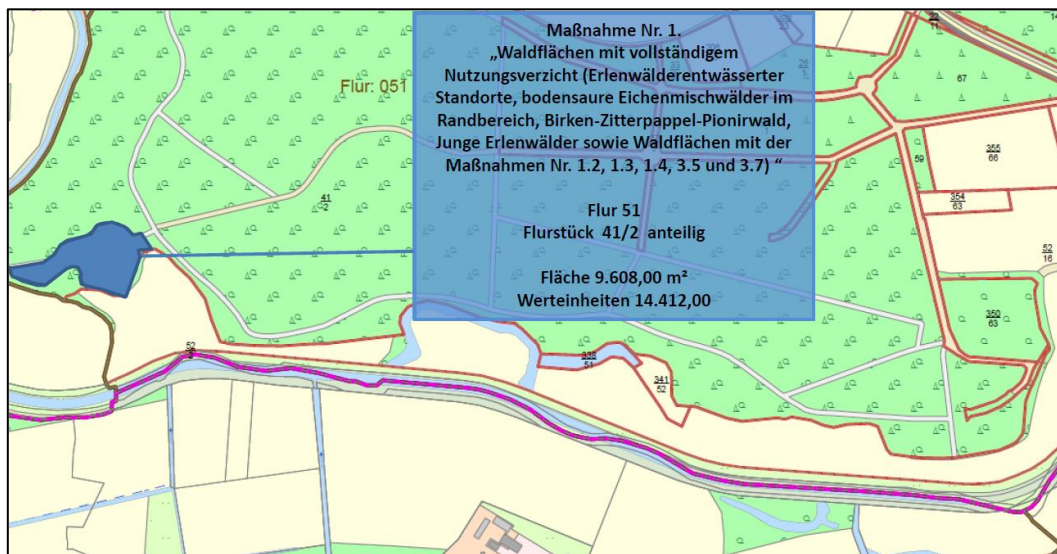 Maßnahme Nr. 1.
„Waldflächen mit vollständigem
Nutzungsverzicht (Erlenwälderentwässerter
Standorte, bodensaure Eichenmischwälder im
Randbereich, Birken-Zitterpappel-Pionirwald,
Junge Erlenwälder sowie Waldflächen mit der
Maßnahmen Nr. 1.2, 1.3, 1.4, 3.5 und 3.7) “
Flur 51
Flurstück 41/2 anteilig
Fläche 9.608,00 m²
Werteinheiten 14.412,00
Flur: 051
41
2
67
59
355
66
354
63
52
16
350
63
52
338
51
341
52